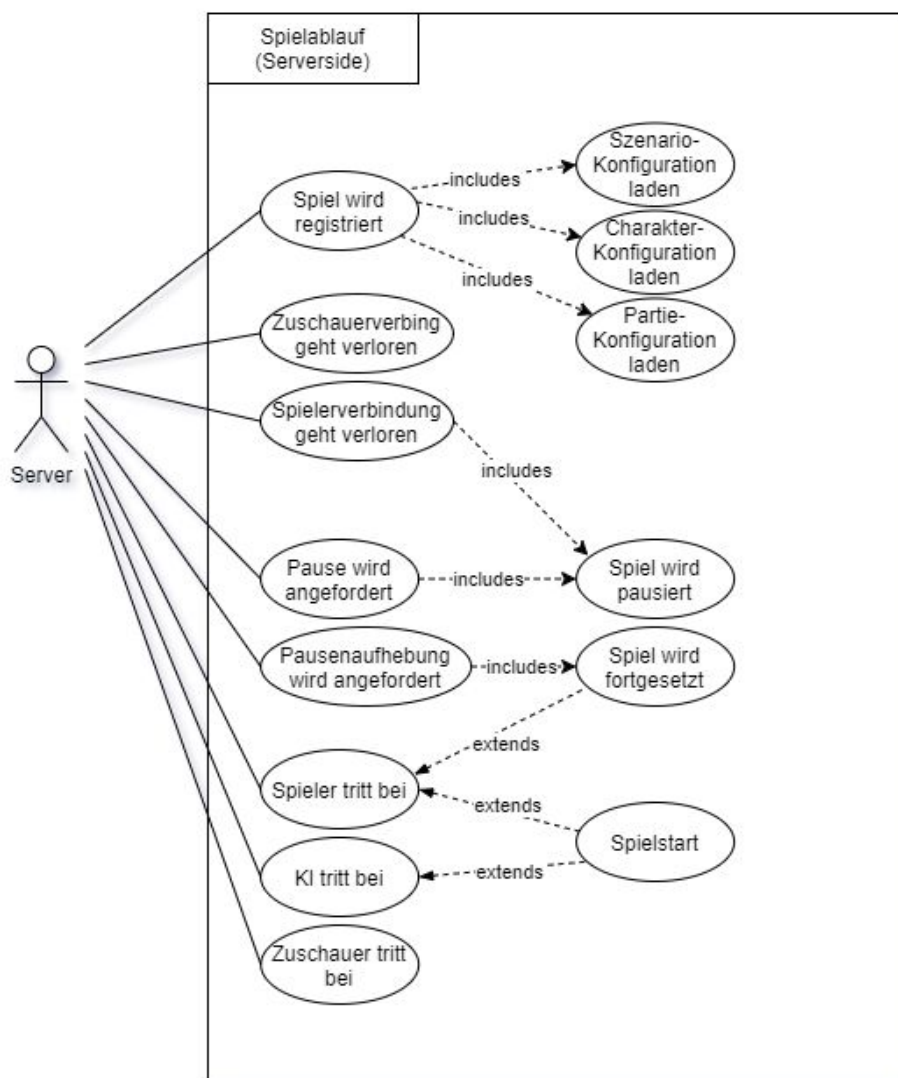 Spielablauf
(Serverside)
Szenario-
Konfiguration
laden
includes
Spiel wird
registriert
includes
Charakter-
Konfiguration
laden
includes
Partie-
Konfiguration
laden
Zuschauerverbing
geht verloren
Spielerverbindung
geht verloren
Server
includes
Pause wird
angefordert
includes
Spiel wird
pausiert
Pausenaufhebung
wird angefordert
includes
Spiel wird
fortgesetzt
extends
Spieler tritt bei
extends
Spielstart
KI tritt bei
extends
Zuschauer tritt
bei